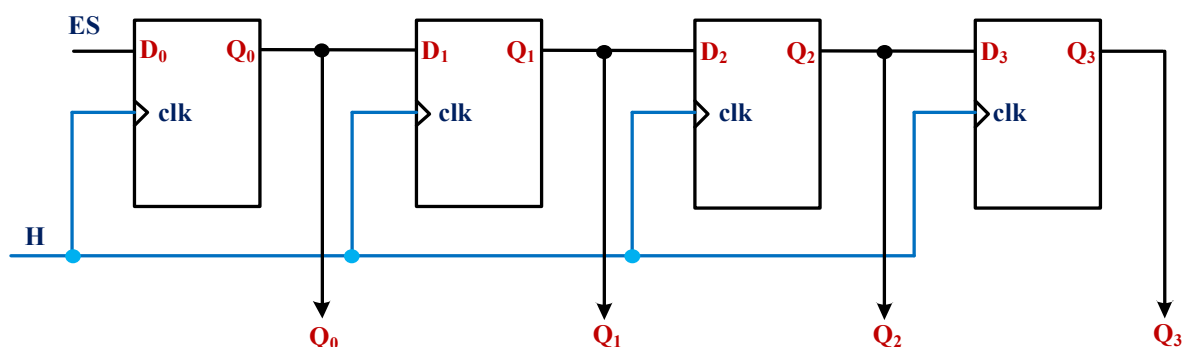 ES
D₀ Q₀ D₁ Q₁ D₂ Q₂ D₃ Q₃
clk clk clk clk
H
Q₀ Q₁ Q₂ Q₃